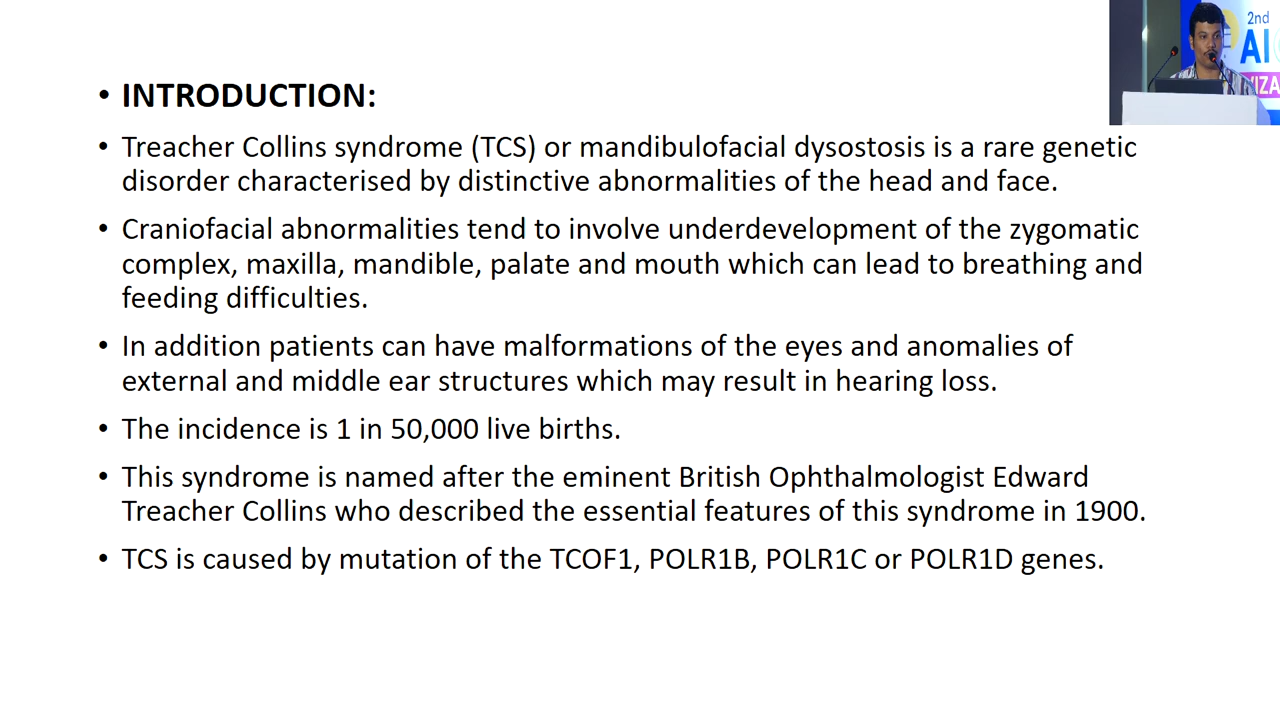 2nd
AI
VIZA
• INTRODUCTION:
• Treacher Collins syndrome (TCS) or mandibulofacial dysostosis is a rare genetic
disorder characterised by distinctive abnormalities of the head and face.
• Craniofacial abnormalities tend to involve underdevelopment of the zygomatic
complex, maxilla, mandible, palate and mouth which can lead to breathing and
feeding difficulties.
• In addition patients can have malformations of the eyes and anomalies of
external and middle ear structures which may result in hearing loss.
• The incidence is 1 in 50,000 live births.
• This syndrome is named after the eminent British Ophthalmologist Edward
Treacher Collins who described the essential features of this syndrome in 1900.
• TCS is caused by mutation of the TCOF1, POLR1B, POLR1C or POLR1D genes.